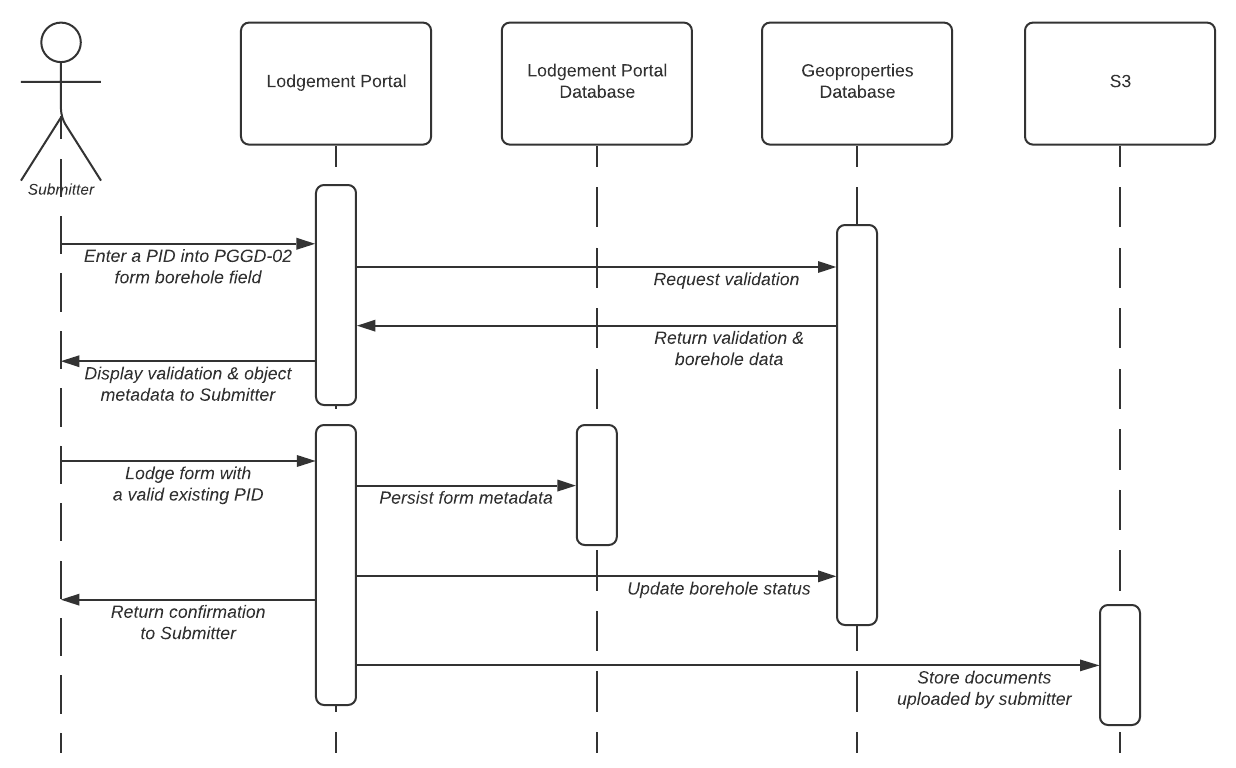 Submitter
Lodgement Portal
Lodgement Portal
Database
Geoproperties
Database
S3
Enter a PID into PGGD-02
form borehole field
Request validation
Return validation &
borehole data
Display validation & object
metadata to Submitter
Lodge form with
a valid existing PID
Persist form metadata
Update borehole status
Return confirmation
to Submitter
Store documents
uploaded by submitter